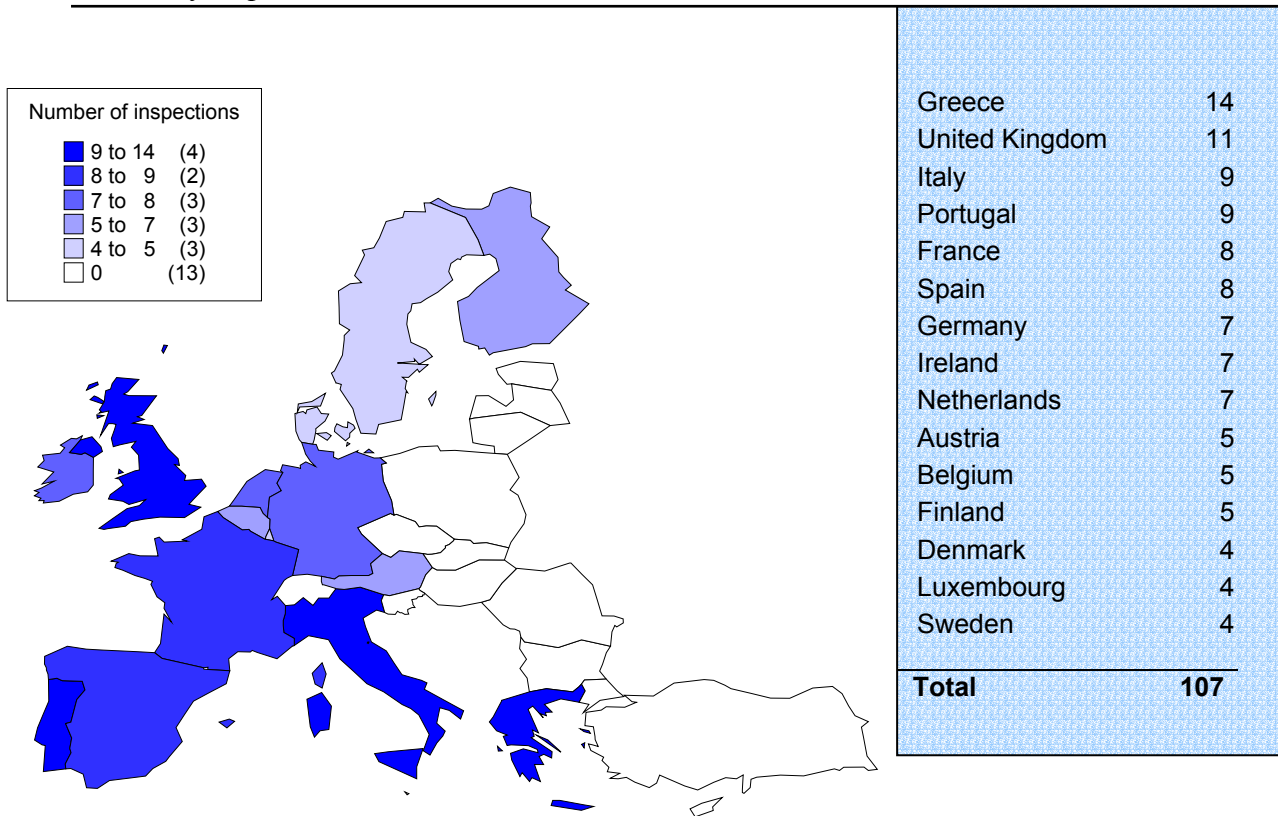 Number of inspections
9 to 14 (4)
8 to 9 (2)
7 to 8 (3)
5 to 7 (3)
4 to 5 (3)
0 (13)
Greece 14
United Kingdom 11
Italy 9
Portugal 9
France 8
Spain 8
Germany 7
Ireland 7
Netherlands 7
Austria 5
Belgium 5
Finland 5
Denmark 4
Luxembourg 4
Sweden 4
Total 107